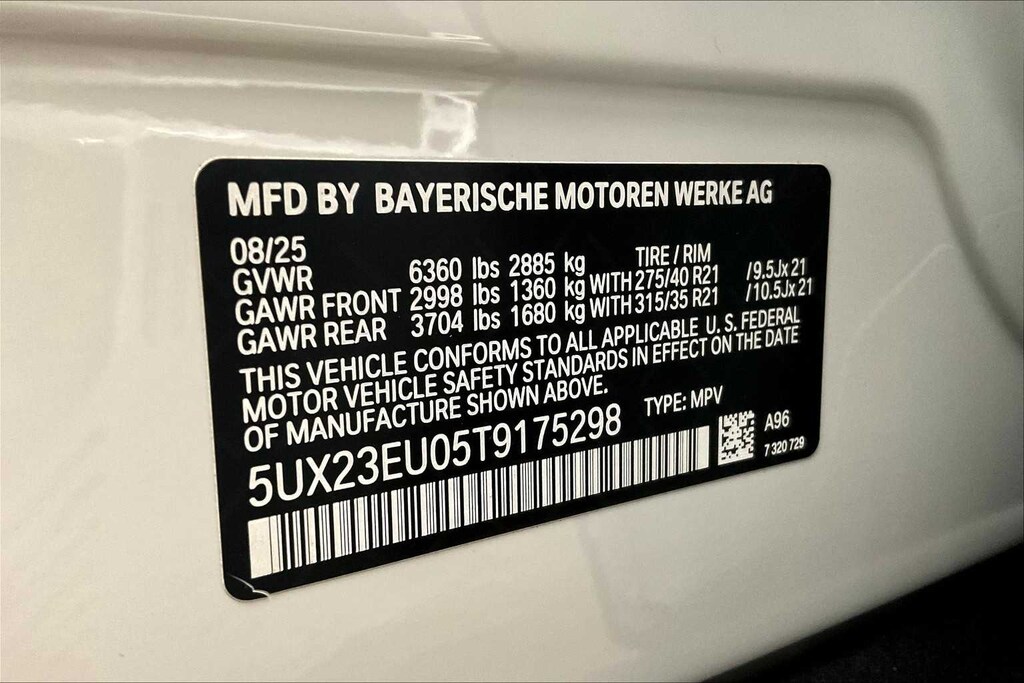 MFD BY BAYERISCHE MOTOREN WERKE AG
08/25 TIRE / RIM
GVWR 6360 lbs 2885 kg
GAWR FRONT 2998 lbs 1360 kg WITH 275/40 R21 /9.5Jx 21
GAWR REAR 3704 lbs 1680 kg WITH 315/35 R21 /10.5Jx 21
THIS VEHICLE CONFORMS TO ALL APPLICABLE U. S. FEDERAL
MOTOR VEHICLE SAFETY STANDARDS IN EFFECT ON THE DATE
OF MANUFACTURE SHOWN ABOVE.
5UX23EU05T9175298 TYPE: MPV
A96
7 320 729